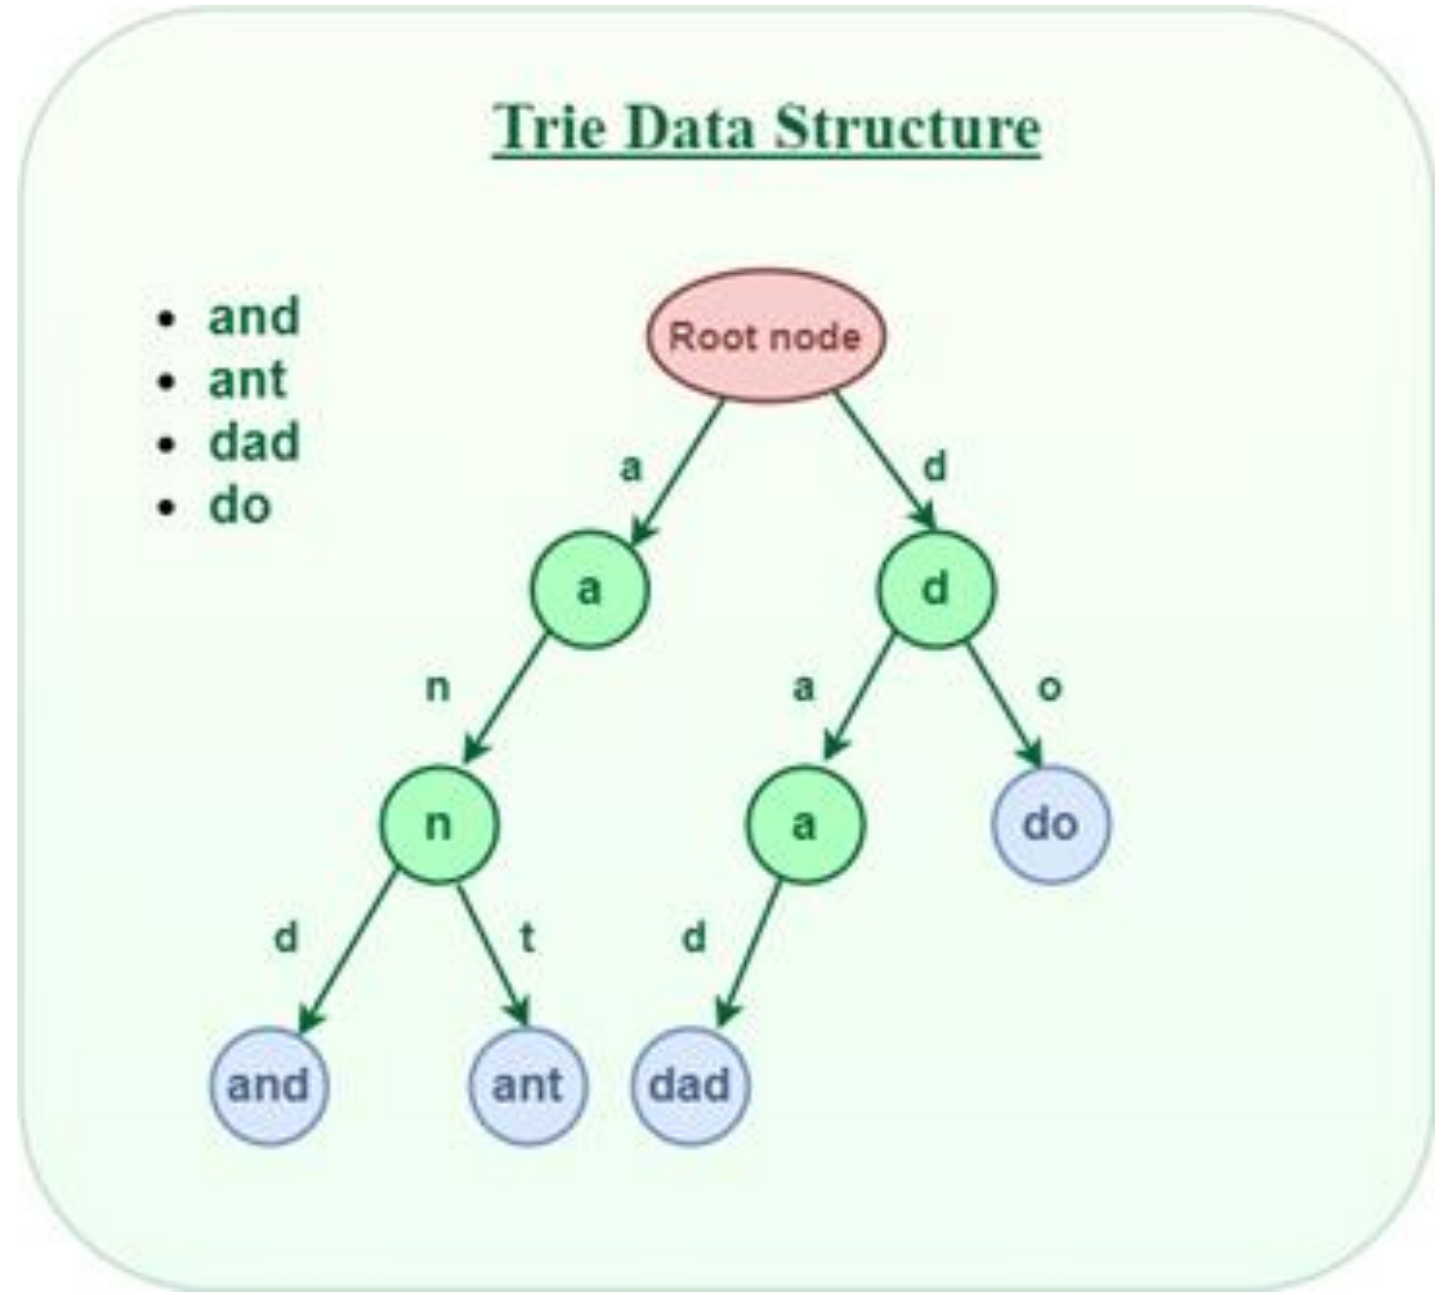 Trie Data Structure
• and
• ant
• dad
• do
Root node
a
d
a
d
n
a
o
n
a
do
d
t
d
and
ant
dad